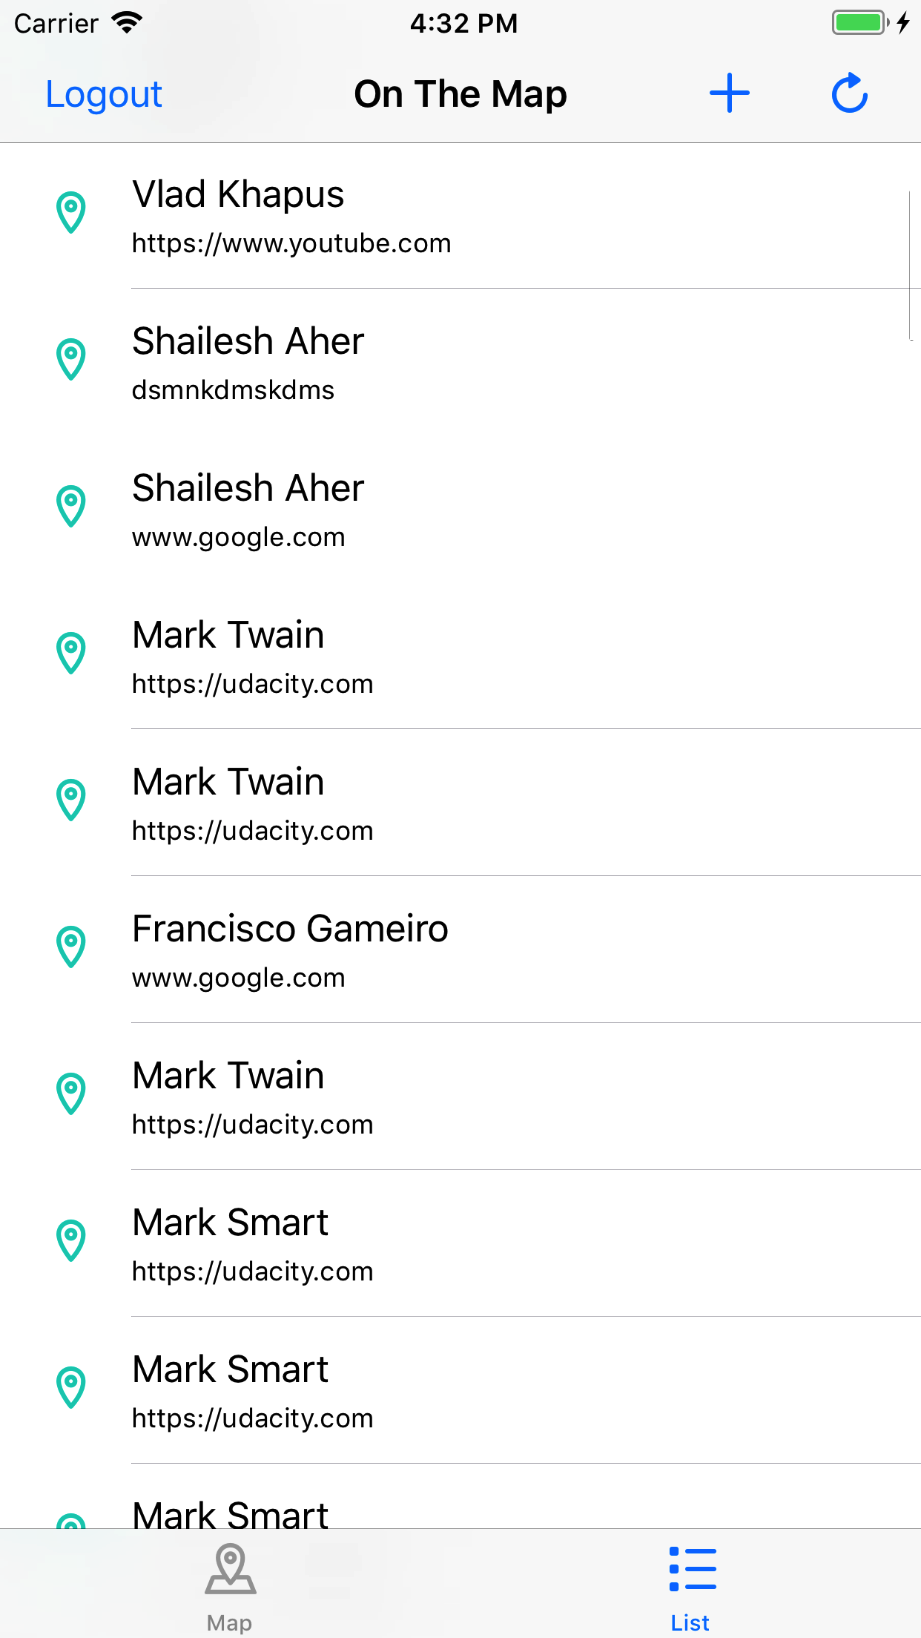 Carrier 4:32 PM
Logout On The Map
Vlad Khapus
https://www.youtube.com
Shailesh Aher
dsmnkdmskdms
Shailesh Aher
www.google.com
Mark Twain
https://udacity.com
Mark Twain
https://udacity.com
Francisco Gameiro
www.google.com
Mark Twain
https://udacity.com
Mark Smart
https://udacity.com
Mark Smart
https://udacity.com
Mark Smart
Map List